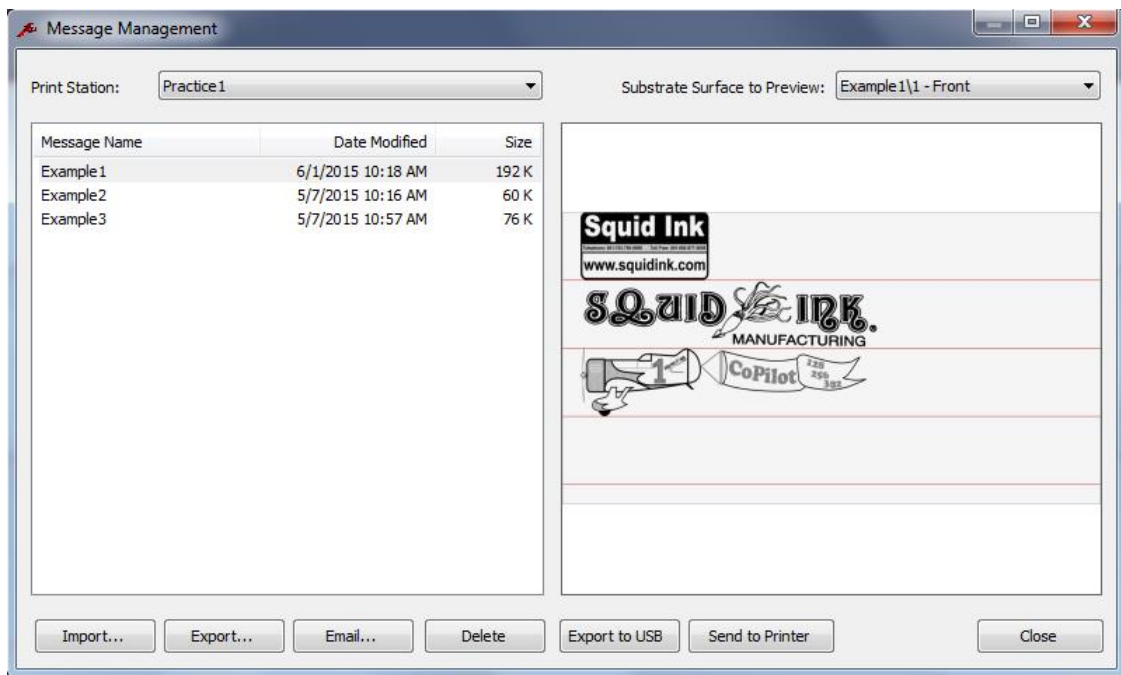 Message Management
Print Station: Practice1 Substrate Surface to Preview: Example1\1 - Front
Message Name Date Modified Size
Example1 6/1/2015 10:18 AM 192 K
Example2 5/7/2015 10:16 AM 60 K
Example3 5/7/2015 10:57 AM 76 K
Squid Ink
www.squidink.com
SQUID INK®
MANUFACTURING
1 CoPilot 128
256
382
Import... Export... Email... Delete Export to USB Send to Printer Close